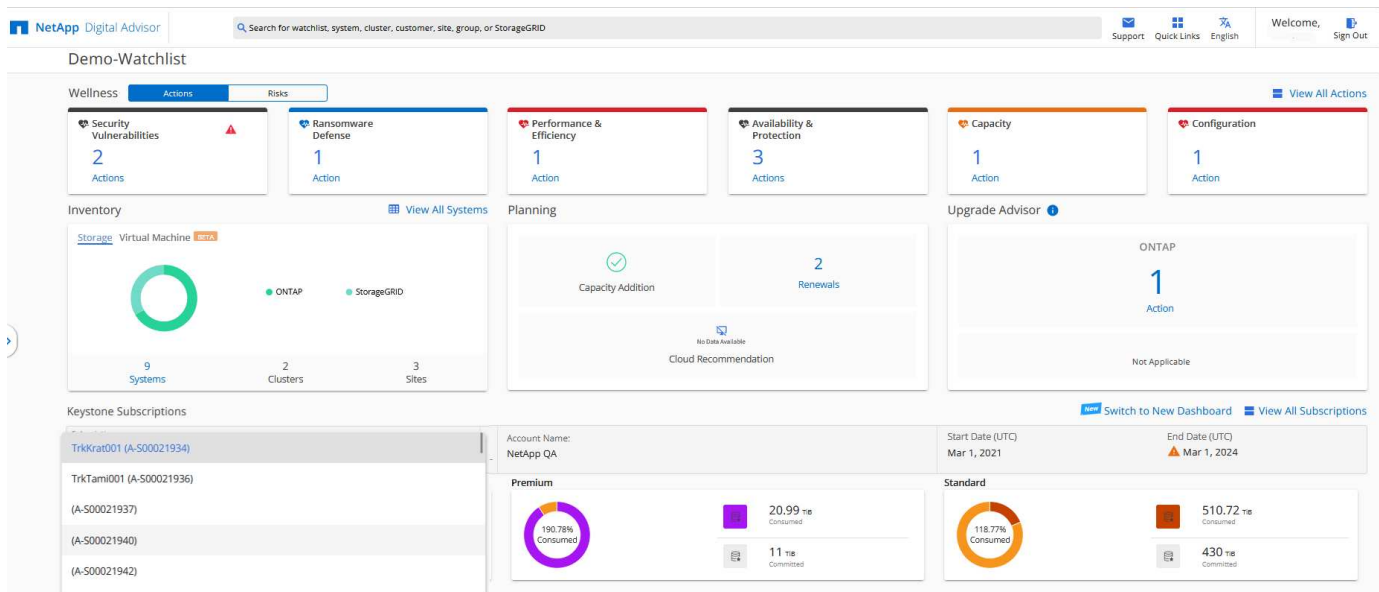 NetApp Digital Advisor
Search for watchlist, system, cluster, customer, site, group, or StorageGRID
Support
Quick Links
English
Welcome,
Sign Out
Demo-Watchlist
Wellness
Actions
Risks
View All Actions
Security
Vulnerabilities
2
Actions
Ransomware
Defense
1
Action
Performance &
Efficiency
1
Action
Availability &
Protection
3
Actions
Capacity
1
Action
Configuration
1
Action
Inventory
View All Systems
Storage
Virtual Machine
BETA
ONTAP
StorageGRID
9
Systems
2
Clusters
3
Sites
Planning
Capacity Addition
2
Renewals
No Data Available
Cloud Recommendation
Upgrade Advisor
ONTAP
1
Action
Not Applicable
Keystone Subscriptions
New
Switch to New Dashboard
View All Subscriptions
TrkKrat001 (A-S00021934)
TrkTami001 (A-S00021936)
(A-S00021937)
(A-S00021940)
(A-S00021942)
Account Name:
NetApp QA
Start Date (UTC)
Mar 1, 2021
End Date (UTC)
Mar 1, 2024
Premium
190.78%
Consumed
20.99 TiB
Consumed
11 TiB
Committed
Standard
118.77%
Consumed
510.72 TiB
Consumed
430 TiB
Committed